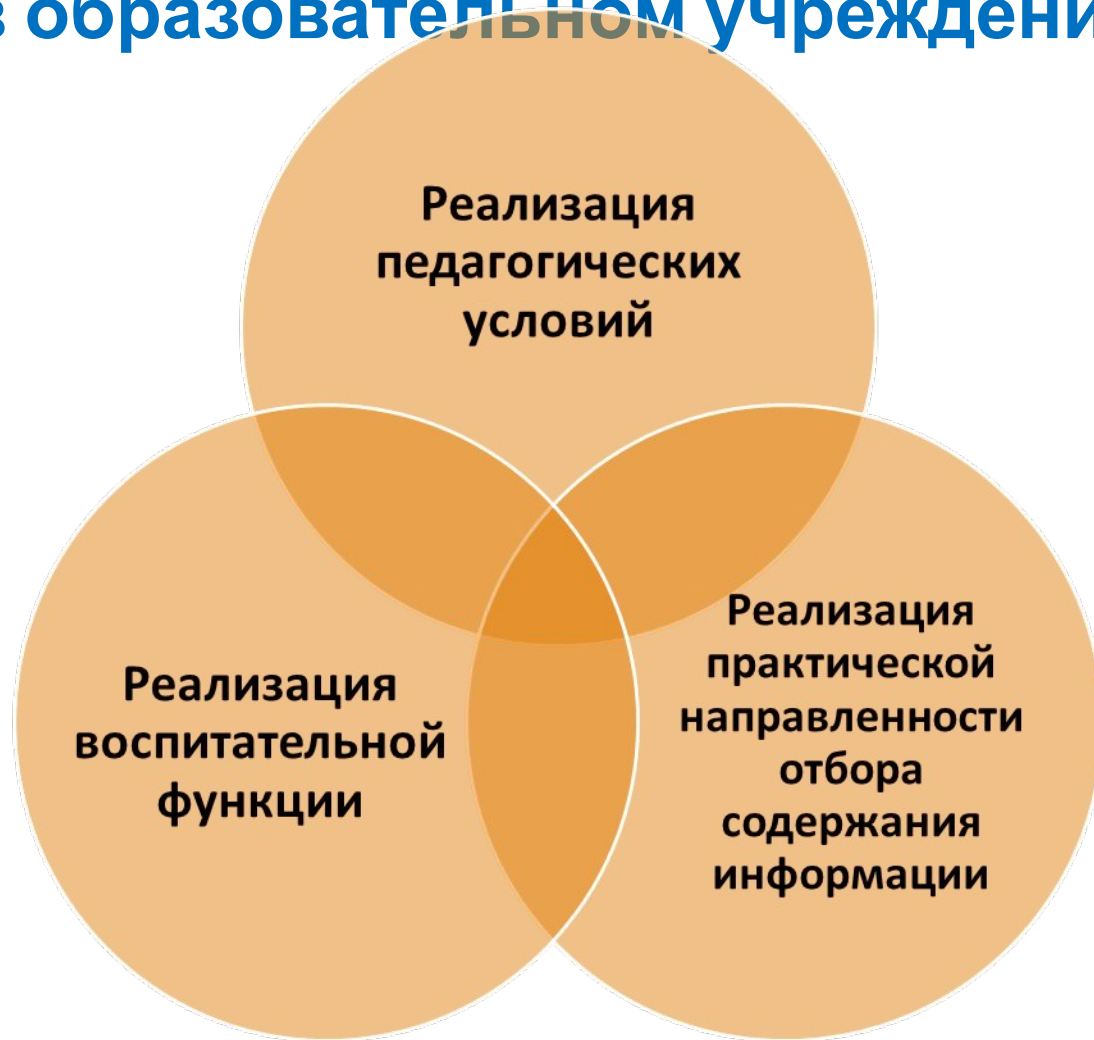 в образовательном учреждени
Реализация
педагогических
условий
Реализация
воспитательной
функции
Реализация
практической
направленности
отбора
содержания
информации